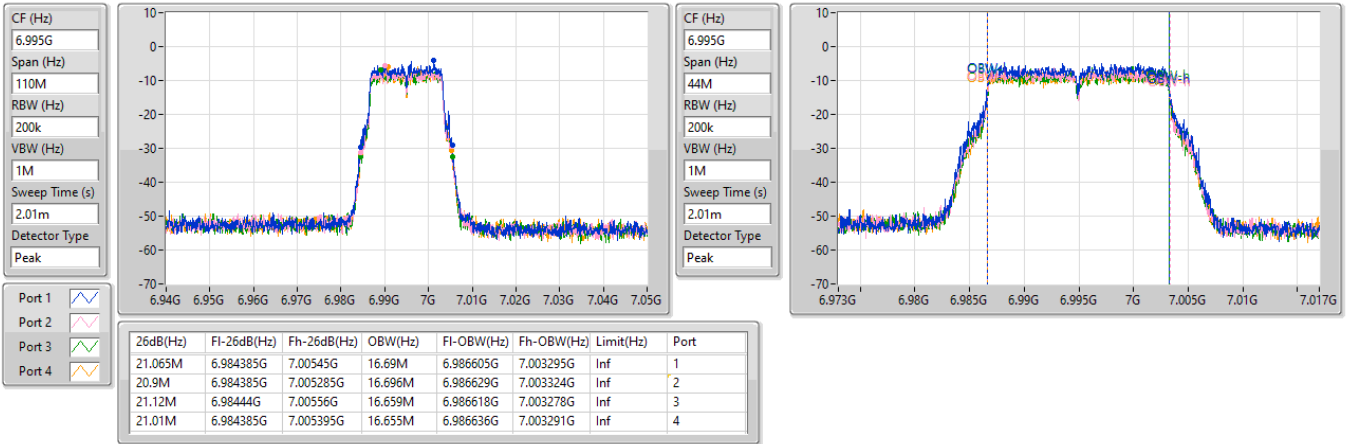 CF (Hz)
6.995G
Span (Hz)
110M
RBW (Hz)
200k
VBW (Hz)
1M
Sweep Time (s)
2.01m
Detector Type
Peak
10-
0-
-10-
-20-
-30-
-40-
-50-
-60-
-70-
6.94G 6.95G 6.96G 6.97G 6.98G 6.99G 7G 7.01G 7.02G 7.03G 7.04G 7.05G
CF (Hz)
6.995G
Span (Hz)
44M
RBW (Hz)
200k
VBW (Hz)
1M
Sweep Time (s)
2.01m
Detector Type
Peak
10-
0-
-10-
-20-
-30-
-40-
-50-
-60-
-70-
OBW
6.973G 6.98G 6.985G 6.99G 6.995G 7G 7.005G 7.01G 7.017G
Port 1
Port 2
Port 3
Port 4
26dB(Hz) Fl-26dB(Hz) Fh-26dB(Hz) OBW(Hz) Fl-OBW(Hz) Fh-OBW(Hz) Limit(Hz) Port
21.065M 6.984385G 7.00545G 16.69M 6.986605G 7.003295G Inf 1
20.9M 6.984385G 7.005285G 16.696M 6.986629G 7.003324G Inf 2
21.12M 6.98444G 7.00556G 16.659M 6.986618G 7.003278G Inf 3
21.01M 6.984385G 7.005395G 16.655M 6.986636G 7.003291G Inf 4